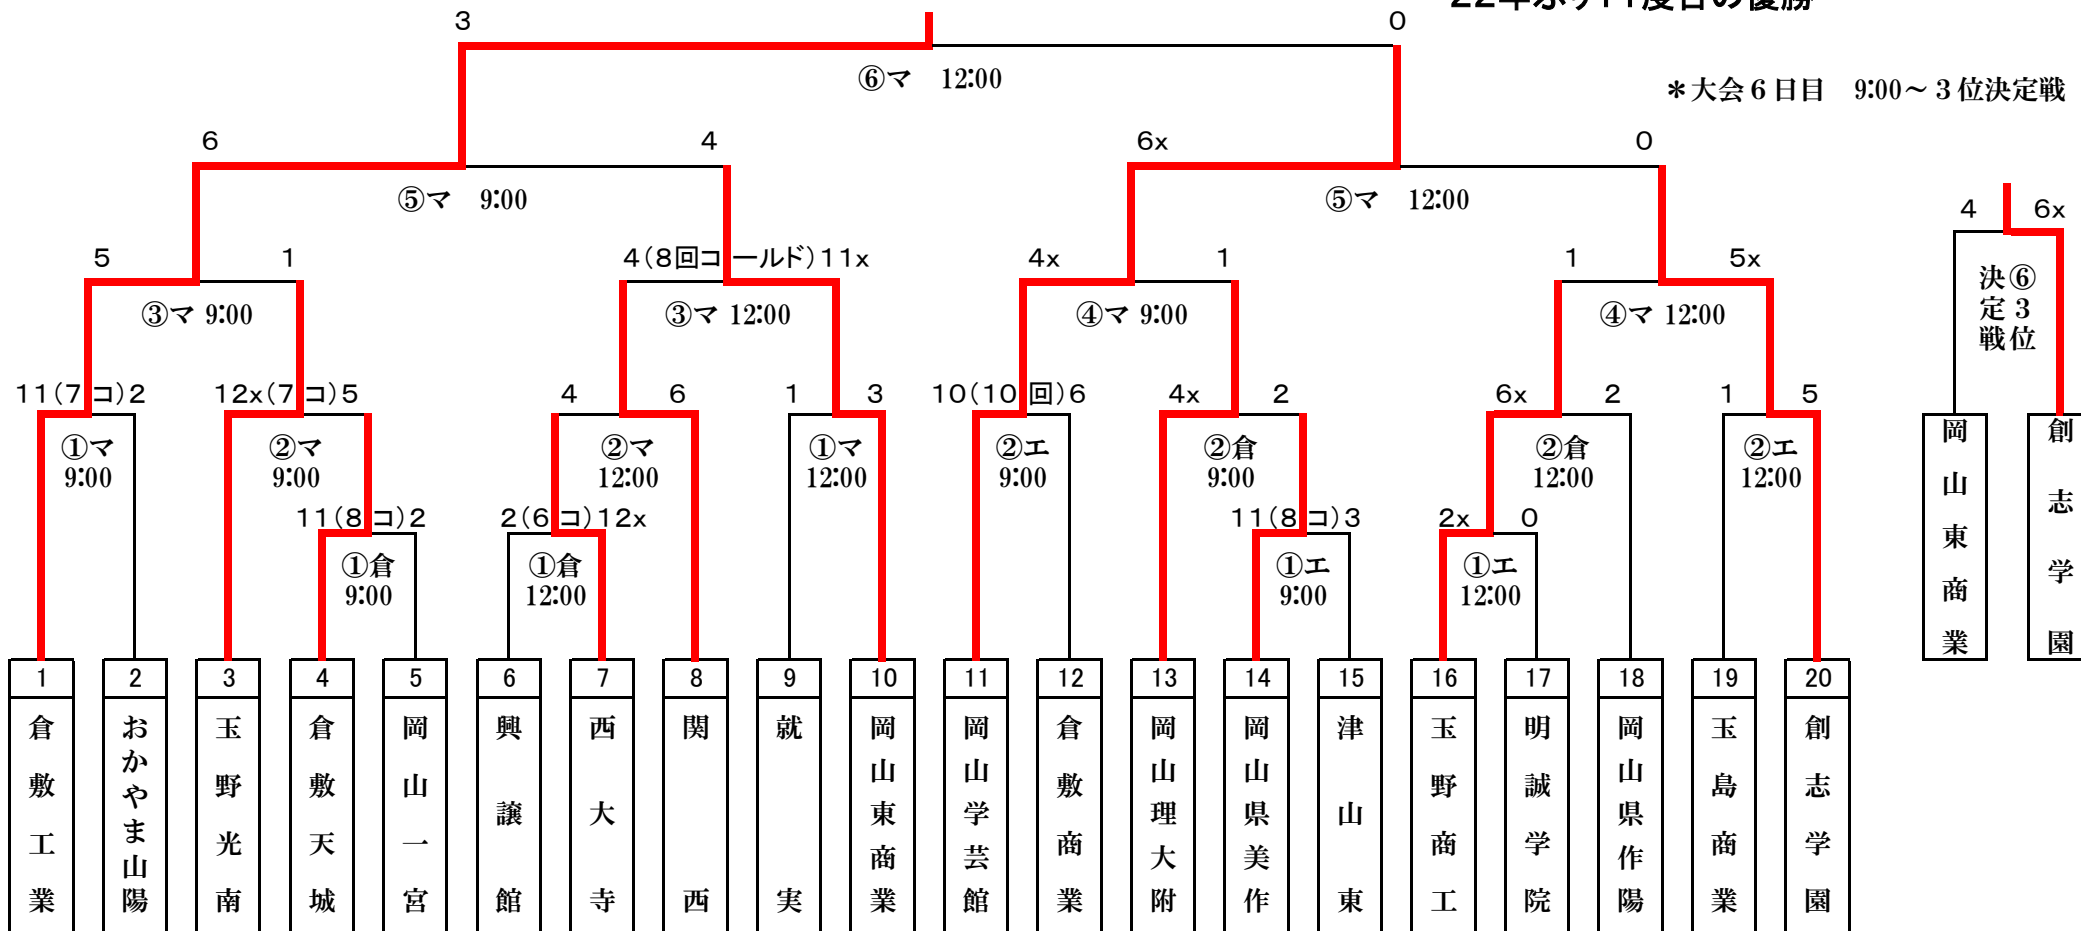 3
0
⑥マ 12:00
*大会6日目 9:00～3位決定戦
6
4
6x
0
⑤マ 9:00
⑤マ 12:00
4
6x
5
1
4(8回コールド)11x
4x
1
1
5x
③マ 9:00
③マ 12:00
④マ 9:00
④マ 12:00
⑥3位
決定戦
11(7コ)2
12x(7コ)5
4
6
1
3
10(10回)6
4x
2
6x
2
1
5
①マ
9:00
②マ
9:00
②マ
12:00
①マ
12:00
②エ
9:00
②倉
9:00
②倉
12:00
②エ
12:00
11(8コ)2
2(6コ)12x
11(8コ)3
2x
0
①倉
9:00
①倉
12:00
①エ
9:00
①エ
12:00
岡山東商業
創志学園
1
倉敷工業
2
おかやま山陽
3
玉野光南
4
倉敷天城
5
岡山一宮
6
興譲館
7
西大寺
8
関西
9
就実
10
岡山東商業
11
岡山学芸館
12
倉敷商業
13
岡山理大附
14
岡山県美作
15
津山東
16
玉野商工
17
明誠学院
18
岡山県作陽
19
玉島商業
20
創志学園